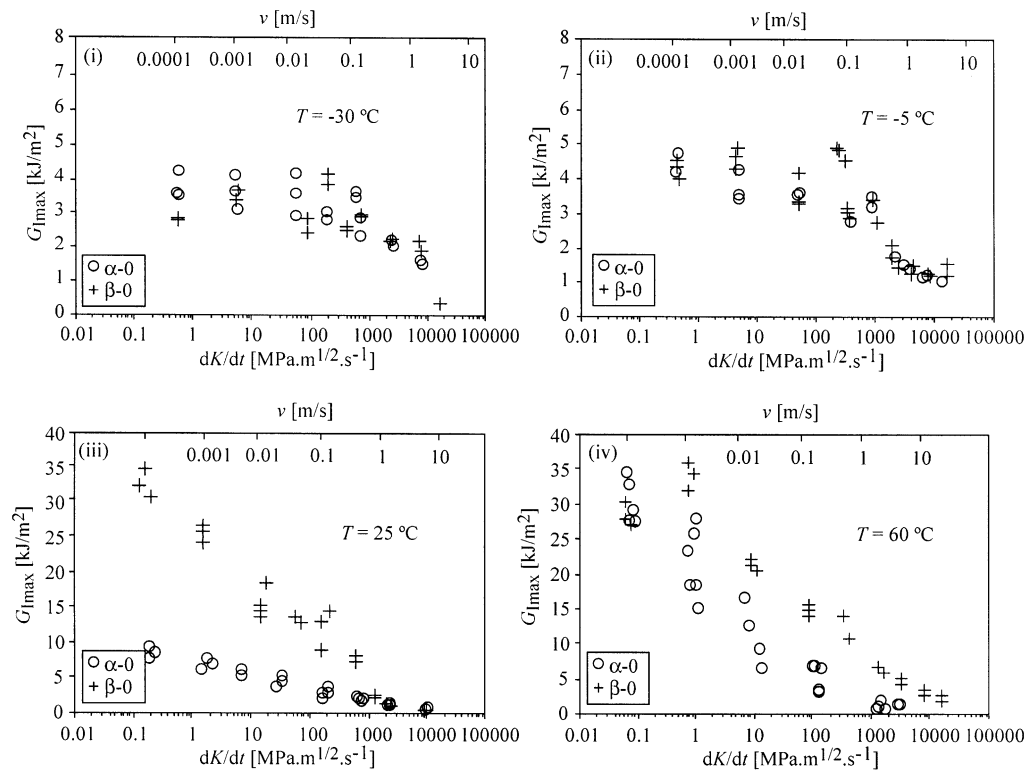 v [m/s]
(i) 0.0001 0.001 0.01 0.1 1 10
T = -30 ºC
G_Imax [kJ/m²]
8
7
6
5
4
3
2
1
0
α-0
β-0
0.01 0.1 1 10 100 1000 10000 100000
dK/dt [MPa.m^1/2.s^-1]
v [m/s]
(ii) 0.0001 0.001 0.01 0.1 1 10
T = -5 ºC
G_Imax [kJ/m²]
8
7
6
5
4
3
2
1
0
α-0
β-0
0.01 0.1 1 10 100 1000 10000 100000
dK/dt [MPa.m^1/2.s^-1]
v [m/s]
(iii) 0.001 0.01 0.1 1 10
T = 25 ºC
G_Imax [kJ/m²]
40
35
30
25
20
15
10
5
0
α-0
β-0
0.01 0.1 1 10 100 1000 10000 100000
dK/dt [MPa.m^1/2.s^-1]
v [m/s]
(iv) 0.01 0.1 1 10
T = 60 ºC
G_Imax [kJ/m²]
40
35
30
25
20
15
10
5
0
α-0
β-0
0.01 0.1 1 10 100 1000 10000 100000
dK/dt [MPa.m^1/2.s^-1]